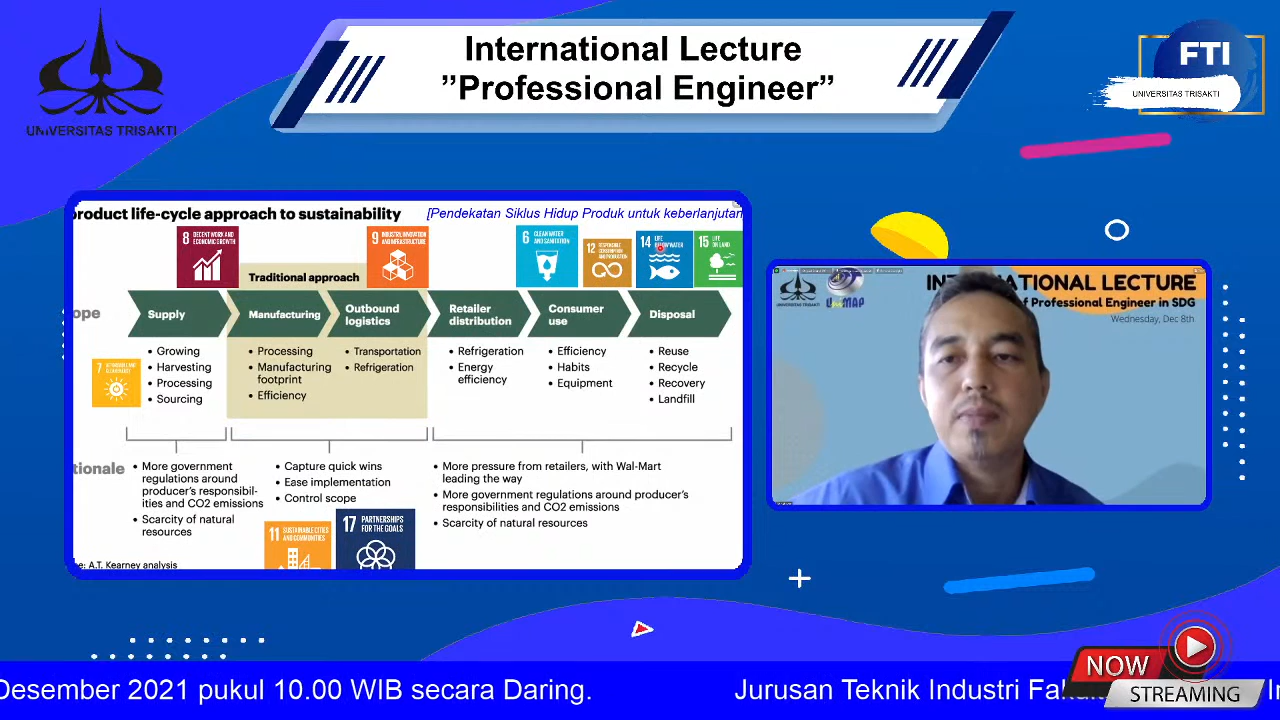 International Lecture
”Professional Engineer”
UNIVERSITAS TRISAKTI
FTI
UNIVERSITAS TRISAKTI
product life-cycle approach to sustainability
[Pendekatan Siklus Hidup Produk untuk keberlanjutan
8 DECENT WORK AND
ECONOMIC GROWTH
9 INDUSTRY, INNOVATION
AND INFRASTRUCTURE
6 CLEAN WATER
AND SANITATION
12 RESPONSIBLE
CONSUMPTION
AND PRODUCTION
14 LIFE
BELOW WATER
15 LIFE
ON LAND
Traditional approach
ope
Supply
Manufacturing
Outbound
logistics
Retailer
distribution
Consumer
use
Disposal
7
• Growing
• Harvesting
• Processing
• Sourcing
• Processing
• Manufacturing
footprint
• Efficiency
• Transportation
• Refrigeration
• Refrigeration
• Energy
efficiency
• Efficiency
• Habits
• Equipment
• Reuse
• Recycle
• Recovery
• Landfill
tionale
• More government
regulations around
producer's responsibil-
ities and CO2 emissions
• Scarcity of natural
resources
• Capture quick wins
• Ease implementation
• Control scope
• More pressure from retailers, with Wal-Mart
leading the way
• More government regulations around producer's
responsibilities and CO2 emissions
• Scarcity of natural resources
11 SUSTAINABLE CITIES
AND COMMUNITIES
17 PARTNERSHIPS
FOR THE GOALS
e: A.T. Kearney analysis
UniMAP
INTERNATIONAL LECTURE
of Professional Engineer in SDG
Wednesday, Dec 8th
Desember 2021 pukul 10.00 WIB secara Daring.
Jurusan Teknik Industri Fak
In
NOW
STREAMING